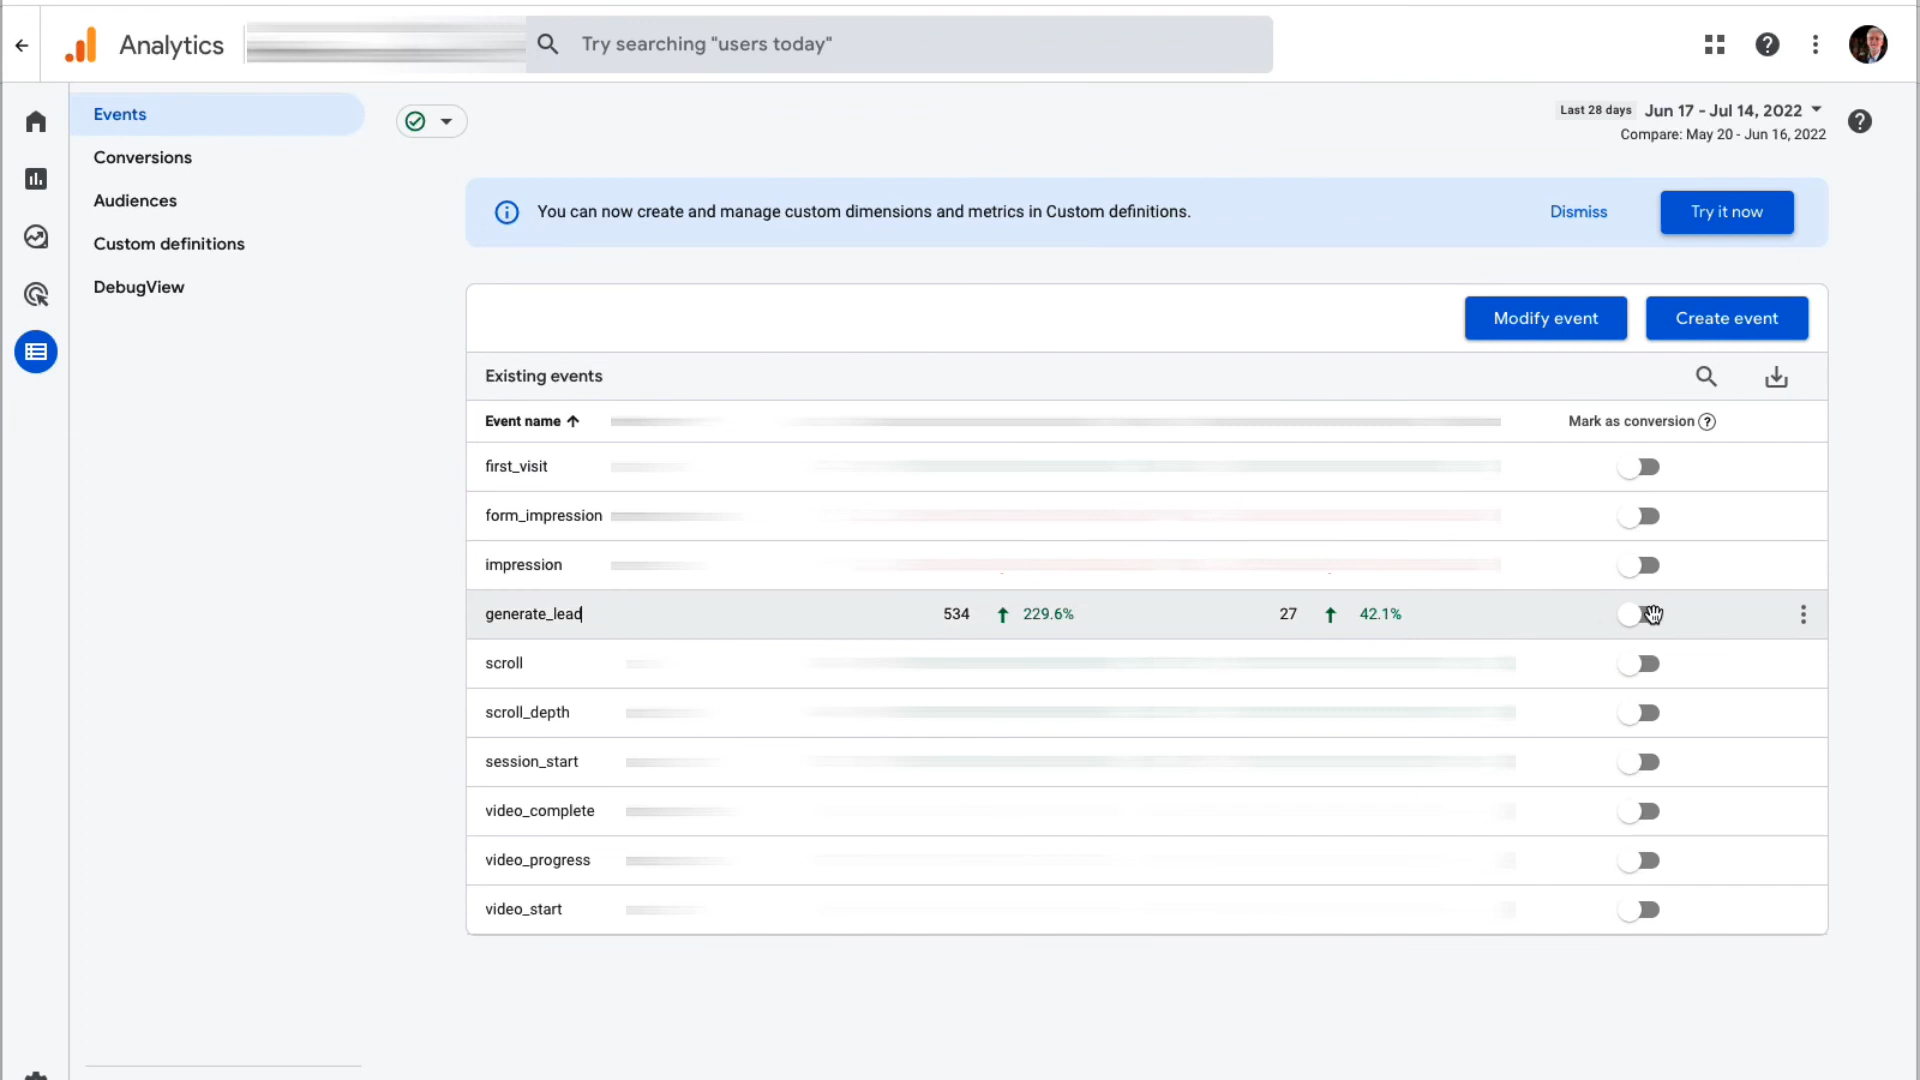 Analytics
Try searching "users today"
Events
Conversions
Audiences
Custom definitions
DebugView
Last 28 days Jun 17 - Jul 14, 2022
Compare: May 20 - Jun 16, 2022
You can now create and manage custom dimensions and metrics in Custom definitions.
Dismiss
Try it now
Modify event
Create event
Existing events
Event name
Mark as conversion
first_visit
form_impression
impression
generate_lead 534 229.6% 27 42.1%
scroll
scroll_depth
session_start
video_complete
video_progress
video_start